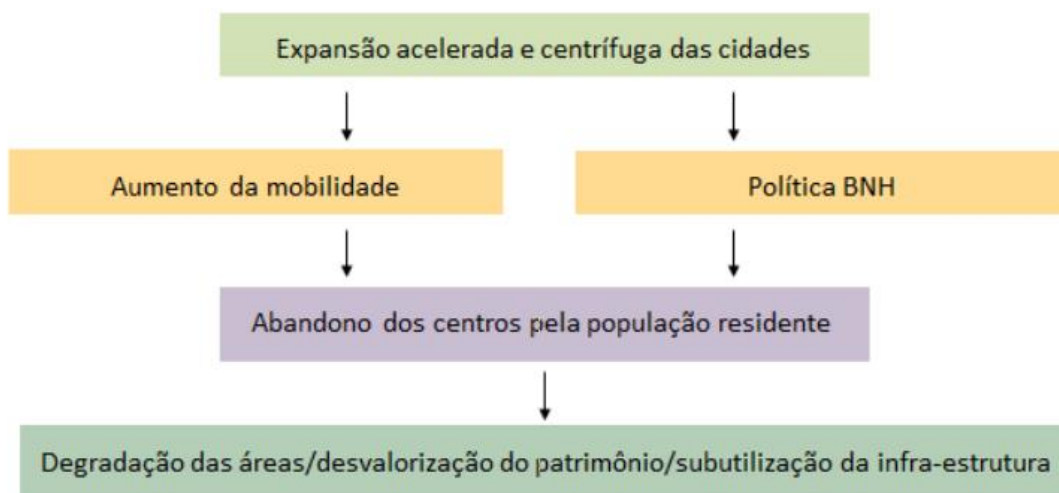 Expansão acelerada e centrífuga das cidades
Aumento da mobilidade
Política BNH
Abandono dos centros pela população residente
Degradação das áreas/desvalorização do patrimônio/subutilização da infra-estrutura